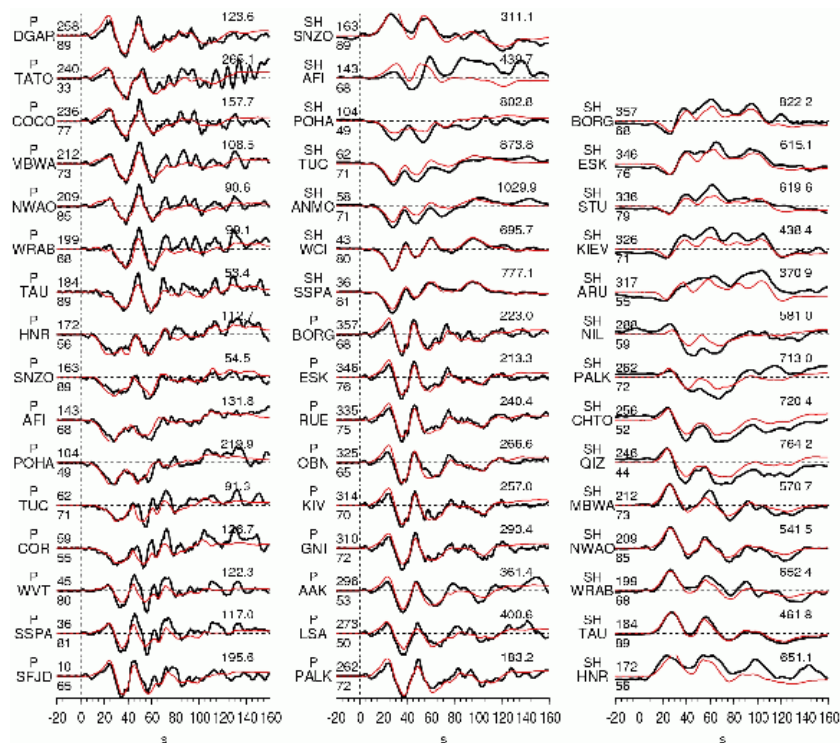 P 258 DGAR 89 123.6
P 240 TATO 33
P 236 COCO 77 157.7
P 212 MBWA 73 108.5
P 209 NWAO 85 90.6
P 199 WRAB 68
P 184 TAU 89 53.4
P 172 HNR 56 112.7
P 163 SNZO 89 54.5
P 143 AFI 68 131.8
P 104 POHA 49
P 62 TUC 71 91.3
P 59 COR 55
P 45 WVT 80 122.3
P 36 SSPA 81 117.0
P 10 SFJD 65 195.6
-20 0 20 40 60 80 100 120 140 160
s
SH 163 SNZO 89 311.1
SH 143 AFI 68 439.7
SH 104 POHA 49 802.8
SH 62 TUC 71 873.8
SH 58 ANMO 71 1029.9
SH 43 WCI 80 695.7
SH 36 SSPA 81 777.1
P 357 BORG 68 223.0
P 346 ESK 76 213.3
P 335 RUE 75 240.4
P 325 OBN 65 266.6
P 314 KIV 70 257.0
P 310 GNI 72 293.4
P 296 AAK 53 361.4
P 273 LSA 50 400.6
P 262 PALK 72 183.2
-20 0 20 40 60 80 100 120 140 160
s
SH 357 BORG 68 822.2
SH 346 ESK 76 615.1
SH 336 STU 79 619.6
SH 326 KIEV 71 438.4
SH 317 ARU 55 370.9
SH 288 NIL 59 581.0
SH 262 PALK 72 713.0
SH 256 CHTO 52 720.4
SH 246 QIZ 44 764.2
SH 212 MBWA 73 570.7
SH 209 NWAO 85 541.5
SH 199 WRAB 68 652.4
SH 184 TAU 89 461.8
SH 172 HNR 56 651.1
-20 0 20 40 60 80 100 120 140 160
s